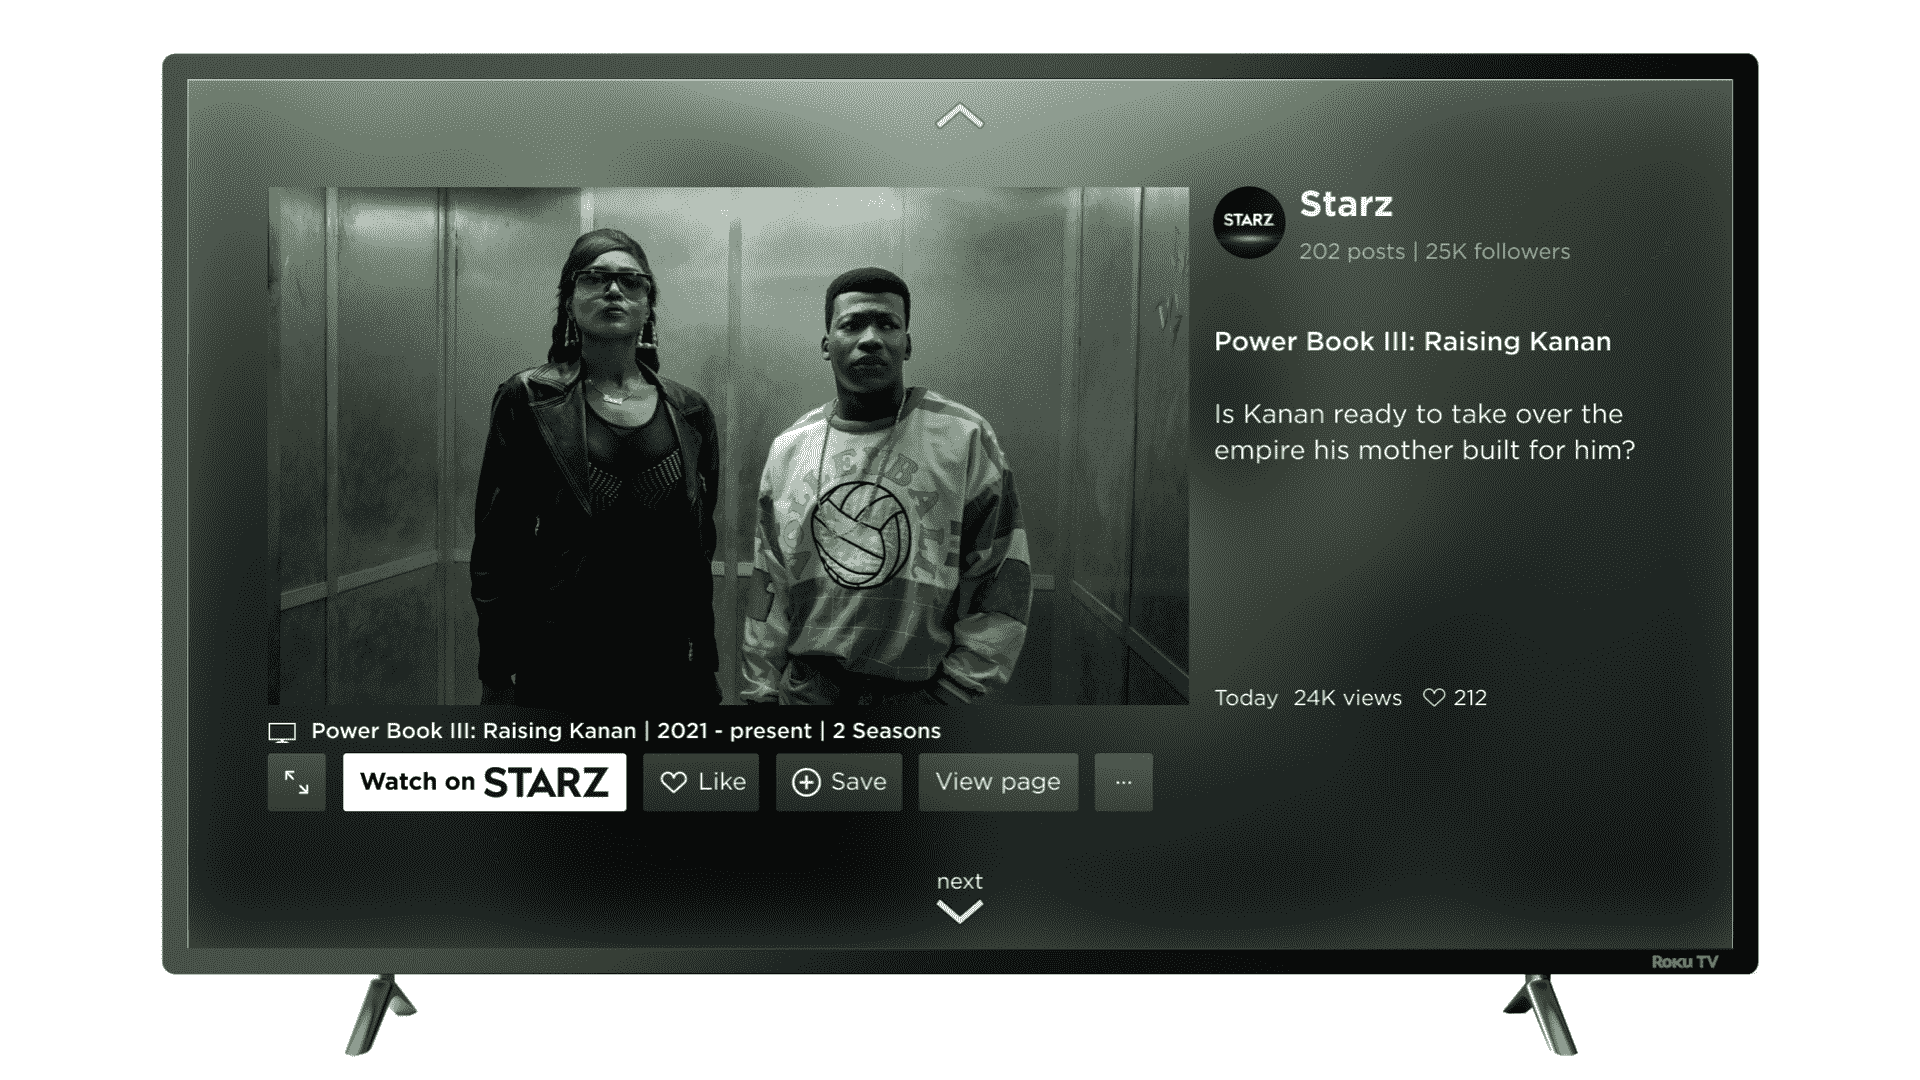 STARZ
Starz
202 posts | 25K followers
Power Book III: Raising Kanan
Is Kanan ready to take over the
empire his mother built for him?
VOLLEYBALL
Today 24K views 212
Power Book III: Raising Kanan | 2021 - present | 2 Seasons
Watch on STARZ
Like
Save
View page
...
next
Roku TV